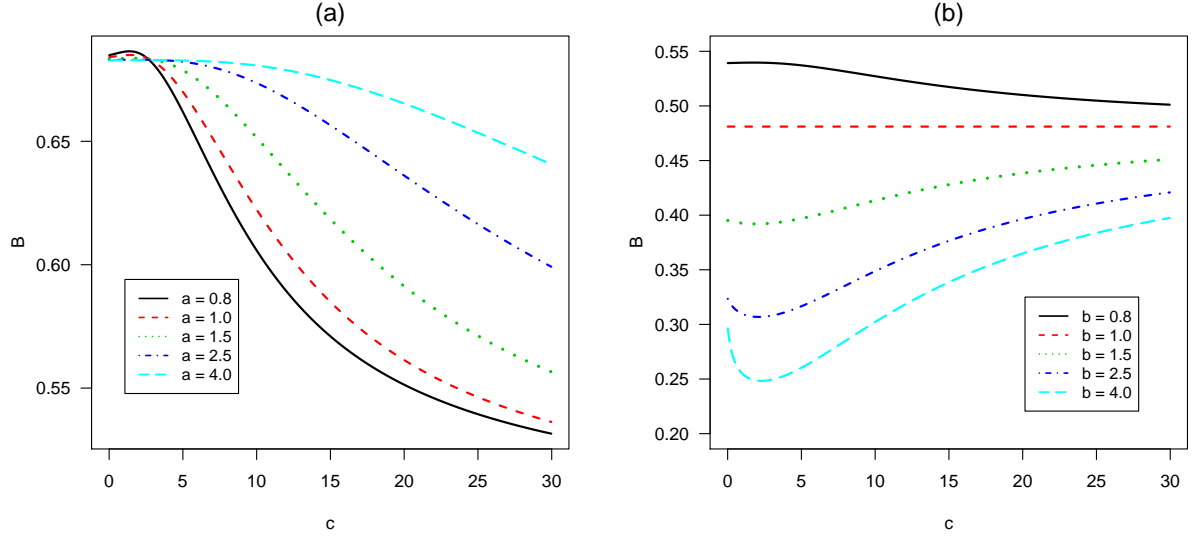 (a)
B
0.65
0.60
0.55
a = 0.8
a = 1.0
a = 1.5
a = 2.5
a = 4.0
0 5 10 15 20 25 30
c
(b)
B
0.55
0.50
0.45
0.40
0.35
0.30
0.25
0.20
b = 0.8
b = 1.0
b = 1.5
b = 2.5
b = 4.0
0 5 10 15 20 25 30
c